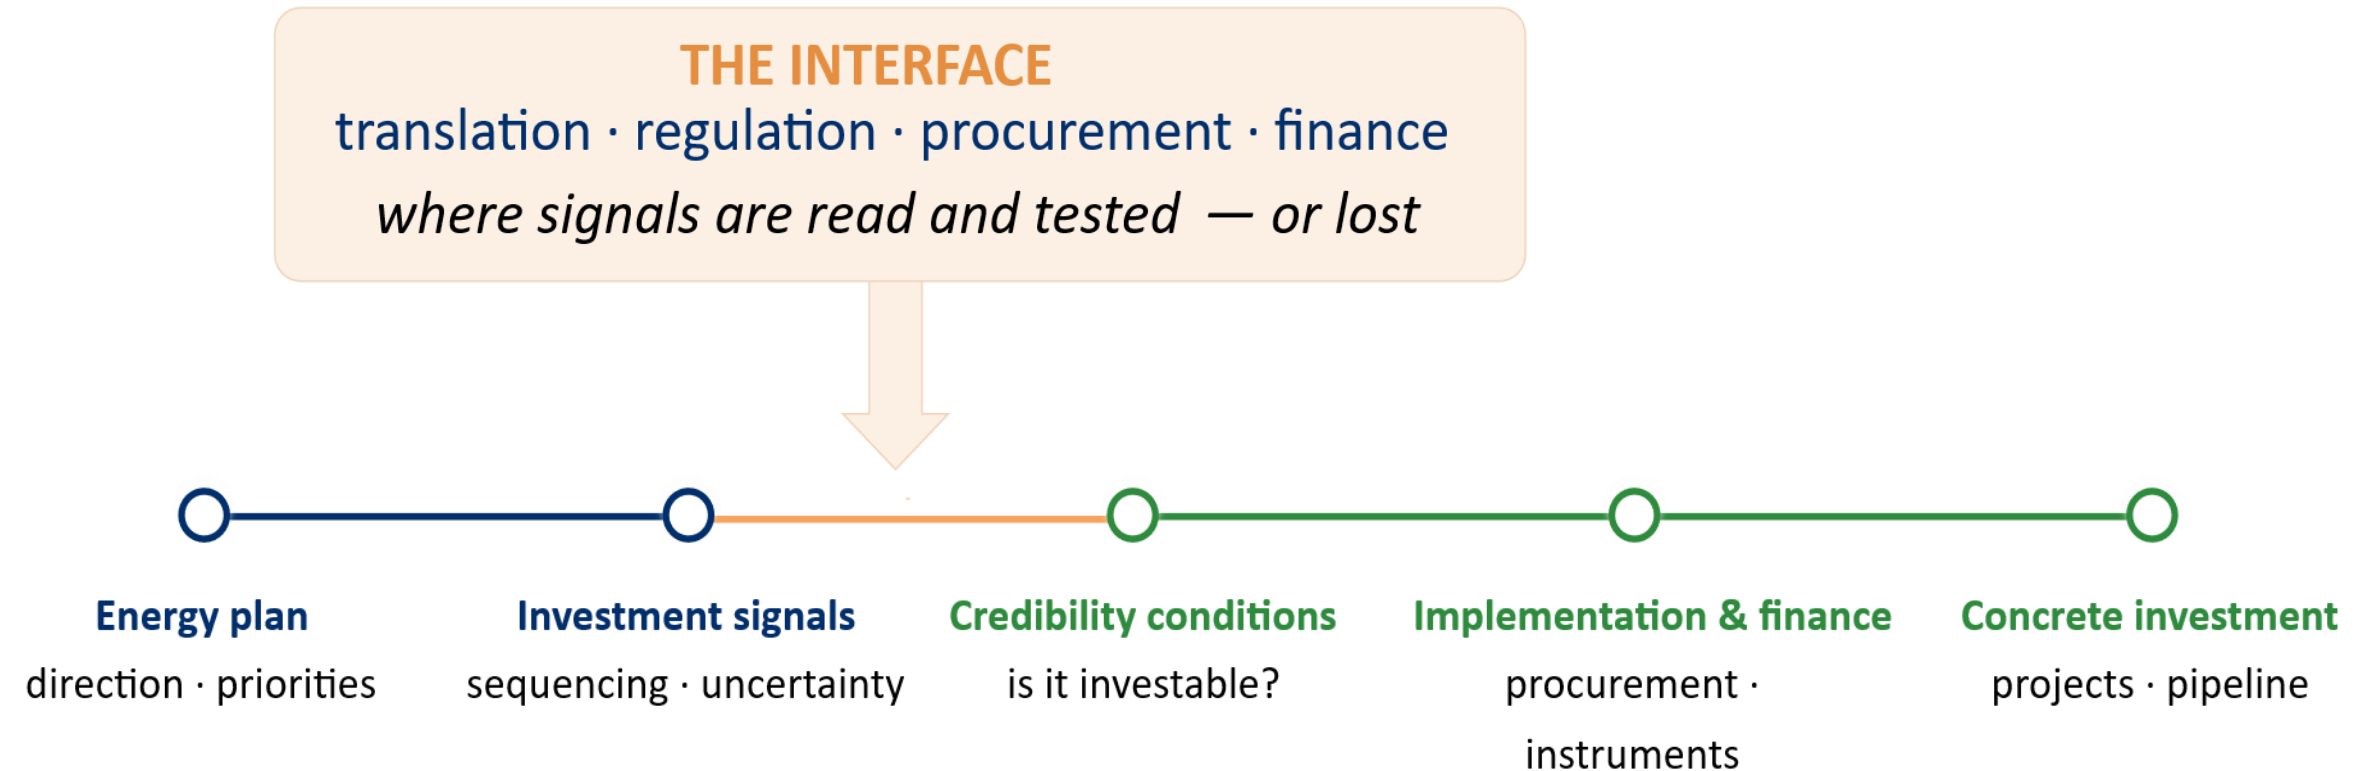 THE INTERFACE
translation · regulation · procurement · finance
where signals are read and tested — or lost
Energy plan
direction · priorities
Investment signals
sequencing · uncertainty
Credibility conditions
is it investable?
Implementation & finance
procurement ·
instruments
Concrete investment
projects · pipeline